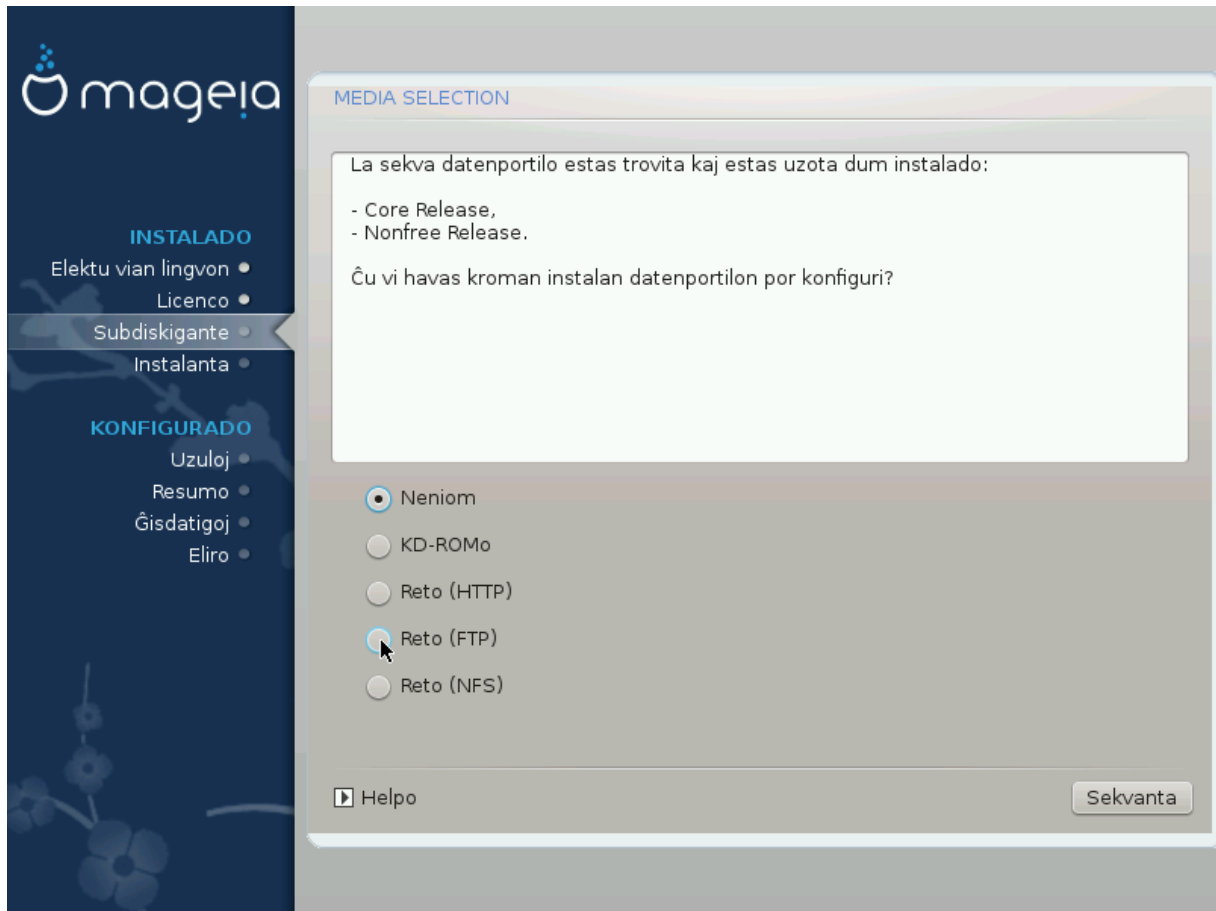 mageia
INSTALADO
Elektu vian lingvon
Licenco
Subdiskigante
Instalanta
KONFIGURADO
Uzuloj
Resumo
Ĝisdatigoj
Eliro
MEDIA SELECTION
La sekva datenportilo estas trovita kaj estas uzota dum instalado:
- Core Release,
- Nonfree Release.
Ĉu vi havas kroman instalan datenportilon por konfiguri?
Neniom
KD-ROMo
Reto (HTTP)
Reto (FTP)
Reto (NFS)
Helpo
Sekvanta